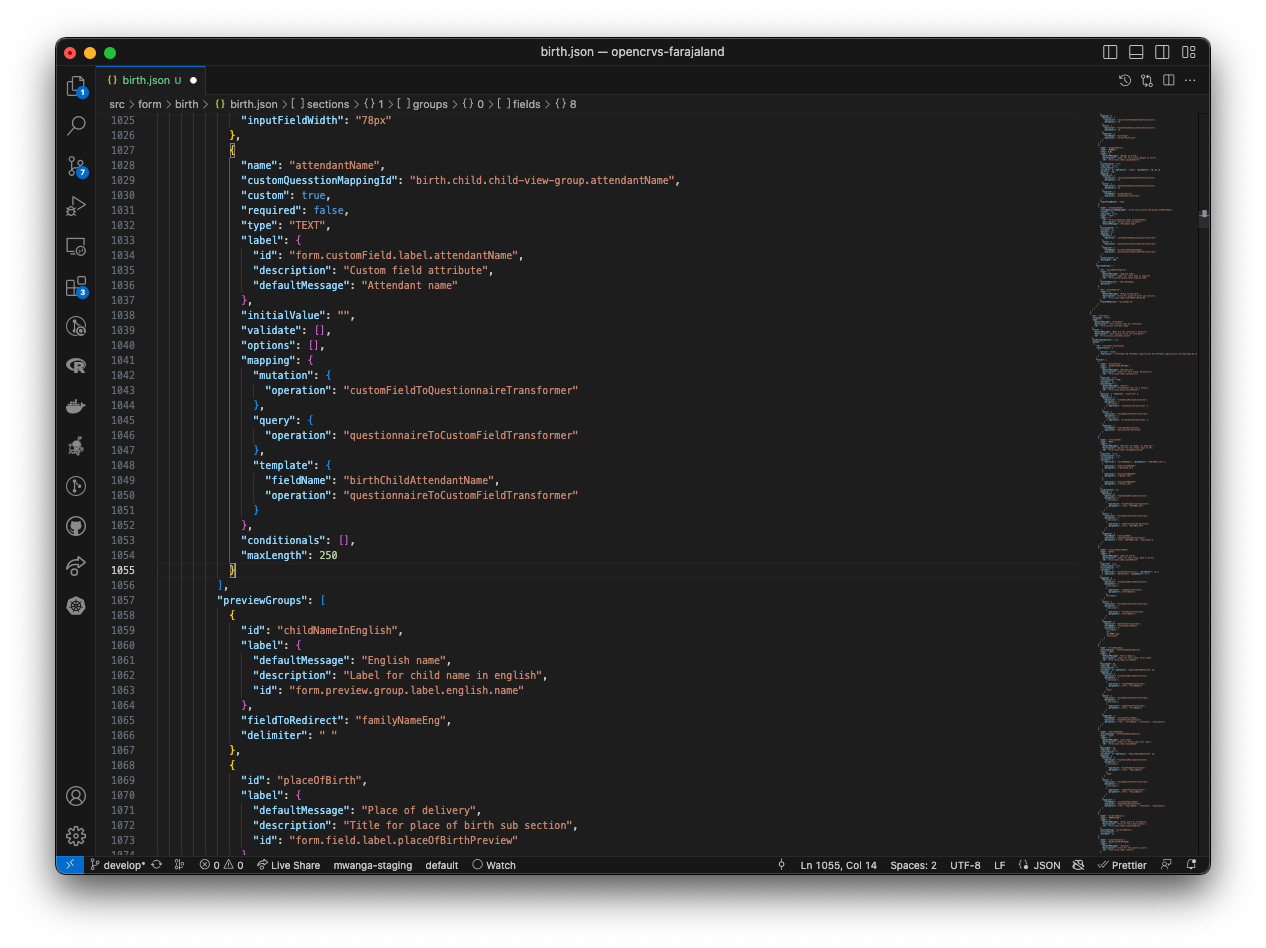 birth.json — opencrvs-farajaland
{} birth.json U ●
src > form > birth > {} birth.json > [ ] sections > {} 1 > [ ] groups > {} 0 > [ ] fields > {} 8
1
7
3
1025 "inputFieldWidth": "78px"
1026 },
1027 {
1028 "name": "attendantName",
1029 "customQuesstionMappingId": "birth.child.child-view-group.attendantName",
1030 "custom": true,
1031 "required": false,
1032 "type": "TEXT",
1033 "label": {
1034 "id": "form.customField.label.attendantName",
1035 "description": "Custom field attribute",
1036 "defaultMessage": "Attendant name"
1037 },
1038 "initialValue": "",
1039 "validate": [],
1040 "options": [],
1041 "mapping": {
1042 "mutation": {
1043 "operation": "customFieldToQuestionnaireTransformer"
1044 },
1045 "query": {
1046 "operation": "questionnaireToCustomFieldTransformer"
1047 },
1048 "template": {
1049 "fieldName": "birthChildAttendantName",
1050 "operation": "questionnaireToCustomFieldTransformer"
1051 }
1052 },
1053 "conditionals": [],
1054 "maxLength": 250
1055 }
1056 ],
1057 "previewGroups": [
1058 {
1059 "id": "childNameInEnglish",
1060 "label": {
1061 "defaultMessage": "English name",
1062 "description": "Label for child name in english",
1063 "id": "form.preview.group.label.english.name"
1064 },
1065 "fieldToRedirect": "familyNameEng",
1066 "delimiter": " "
1067 },
1068 {
1069 "id": "placeOfBirth",
1070 "label": {
1071 "defaultMessage": "Place of delivery",
1072 "description": "Title for place of birth sub section",
1073 "id": "form.field.label.placeOfBirthPreview"
1074 }
develop* 0 0 Live Share mwanga-staging default Watch Ln 1055, Col 14 Spaces: 2 UTF-8 LF {} JSON Prettier